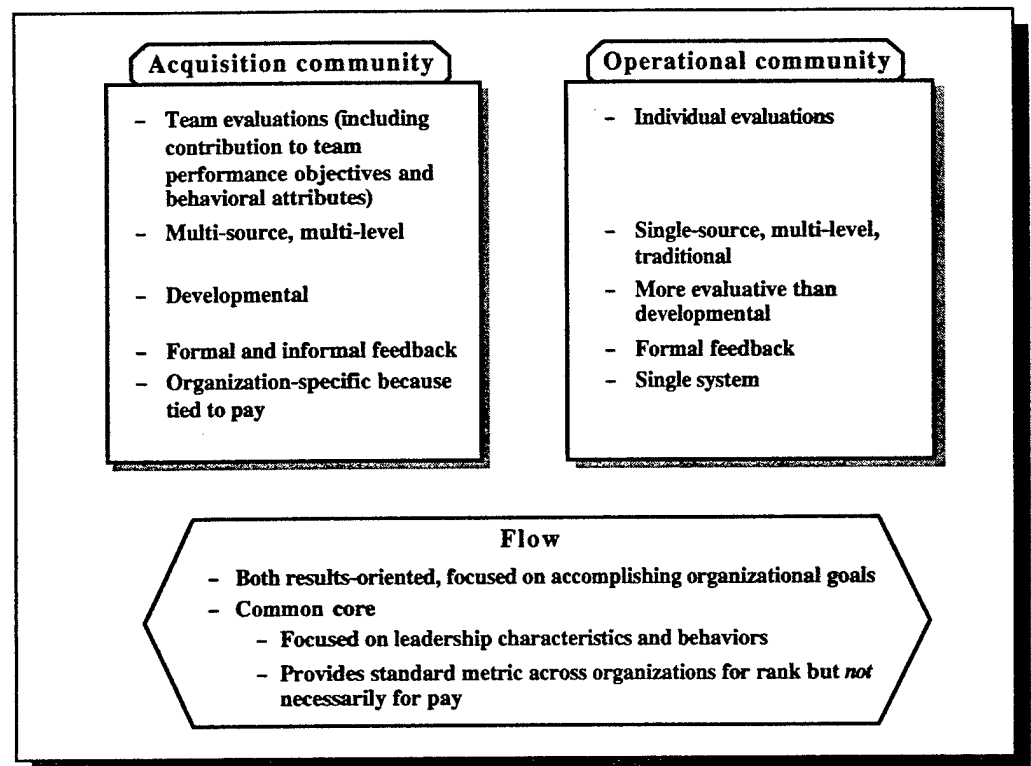 Acquisition community
– Team evaluations (including
contribution to team
performance objectives and
behavioral attributes)
– Multi-source, multi-level
– Developmental
– Formal and informal feedback
– Organization-specific because
tied to pay
Operational community
– Individual evaluations
– Single-source, multi-level,
traditional
– More evaluative than
developmental
– Formal feedback
– Single system
Flow
– Both results-oriented, focused on accomplishing organizational goals
– Common core
– Focused on leadership characteristics and behaviors
– Provides standard metric across organizations for rank but not
necessarily for pay